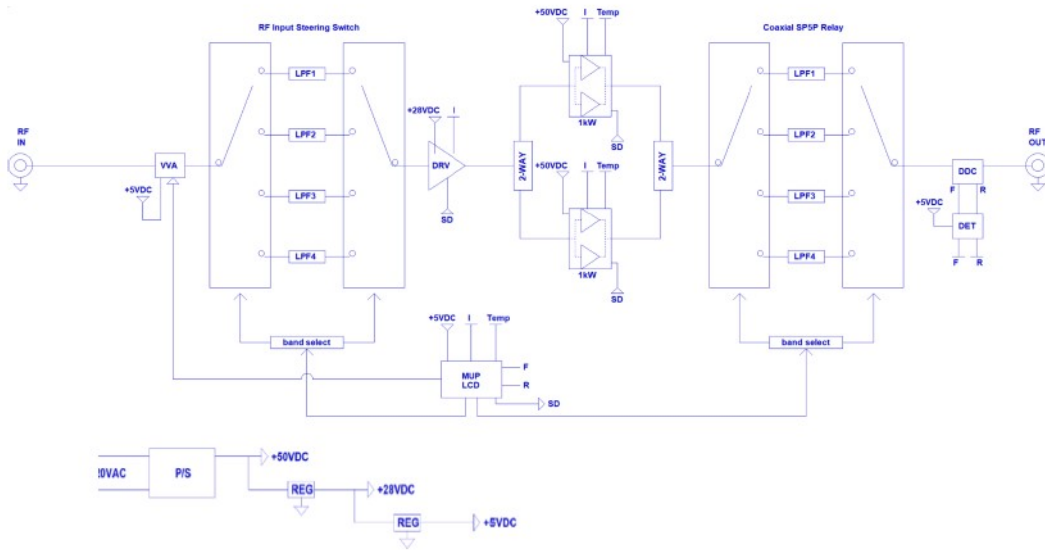 RF Input Steering Switch
+50VDC I Temp
Coaxial SP5P Relay
LPF1
LPF1
+28VDC I
1kW
SD
RF
IN
LPF2
LPF2
RF
OUT
VVA
DRV
2-WAY
+50VDC I Temp
2-WAY
DDC
F R
+5VDC
SD
LPF3
LPF3
+5VDC
DET
F R
LPF4
1kW
SD
LPF4
+5VDC I Temp
band select
band select
MUP
LCD
F
R
SD
20VAC
P/S
+50VDC
REG
+28VDC
REG
+5VDC